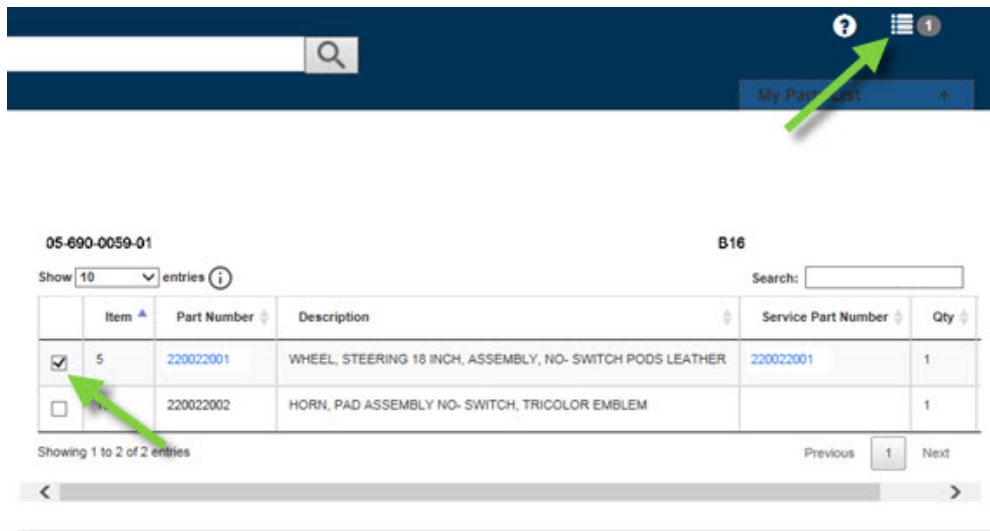 ? 1
My Parts List +
05-690-0059-01 B16
Show 10 entries i Search:
Item Part Number Description Service Part Number Qty
5 220022001 WHEEL, STEERING 18 INCH, ASSEMBLY, NO- SWITCH PODS LEATHER 220022001 1
220022002 HORN, PAD ASSEMBLY NO- SWITCH, TRICOLOR EMBLEM 1
Showing 1 to 2 of 2 entries Previous 1 Next